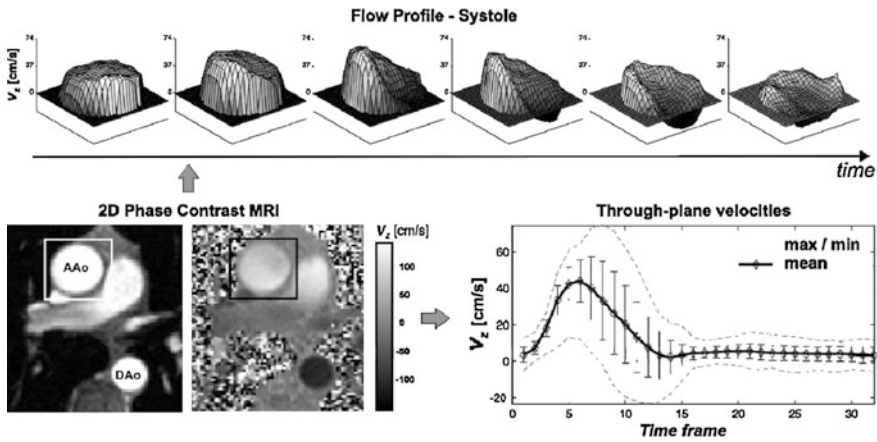 Flow Profile - Systole
V_z [cm/s]
74
37
0
74
37
0
74
37
0
74
37
0
74
37
0
74
37
0
time
2D Phase Contrast MRI
AAo
DAo
V_z [cm/s]
100
50
0
-50
-100
Through-plane velocities
max / min
mean
V_z [cm/s]
60
40
20
0
-20
0
5
10
15
20
25
30
Time frame